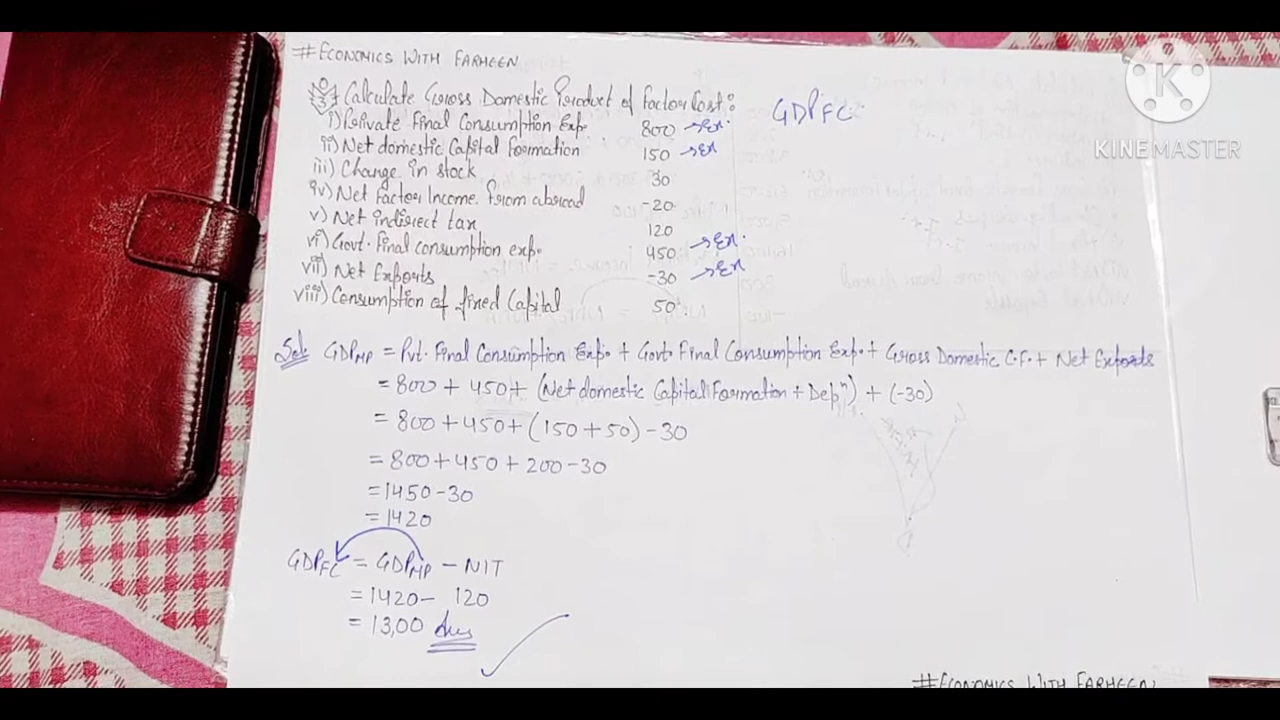 #ECONOMICS WITH FARHEEN
K
KINEMASTER
Q3 Calculate Gross Domestic Product of Factor Cost:
GDPFC
i) Private Final Consumption Exp. 800 → Ex.
ii) Net domestic Capital Formation 150 → Ex
iii) Change in stock 30
iv) Net Factor Income From abroad -20
v) Net indirect tax 120
vi) Govt. Final Consumption exp. 450 → Ex.
vii) Net Exports -30 → Ex
viii) Consumption of fixed Capital 50
Sol: GDPMP = Pvt. Final Consumption Exp. + Govt. Final Consumption Exp. + Gross Domestic C.F. + Net Exports
= 800 + 450 + (Net domestic Capital Formation + Depⁿ) + (-30)
= 800 + 450 + (150 + 50) - 30
= 800 + 450 + 200 - 30
= 1450 - 30
= 1420
GDPFC = GDPMP - NIT
= 1420 - 120
= 13,00 Ans
#ECONOMICS WITH FARHEEN